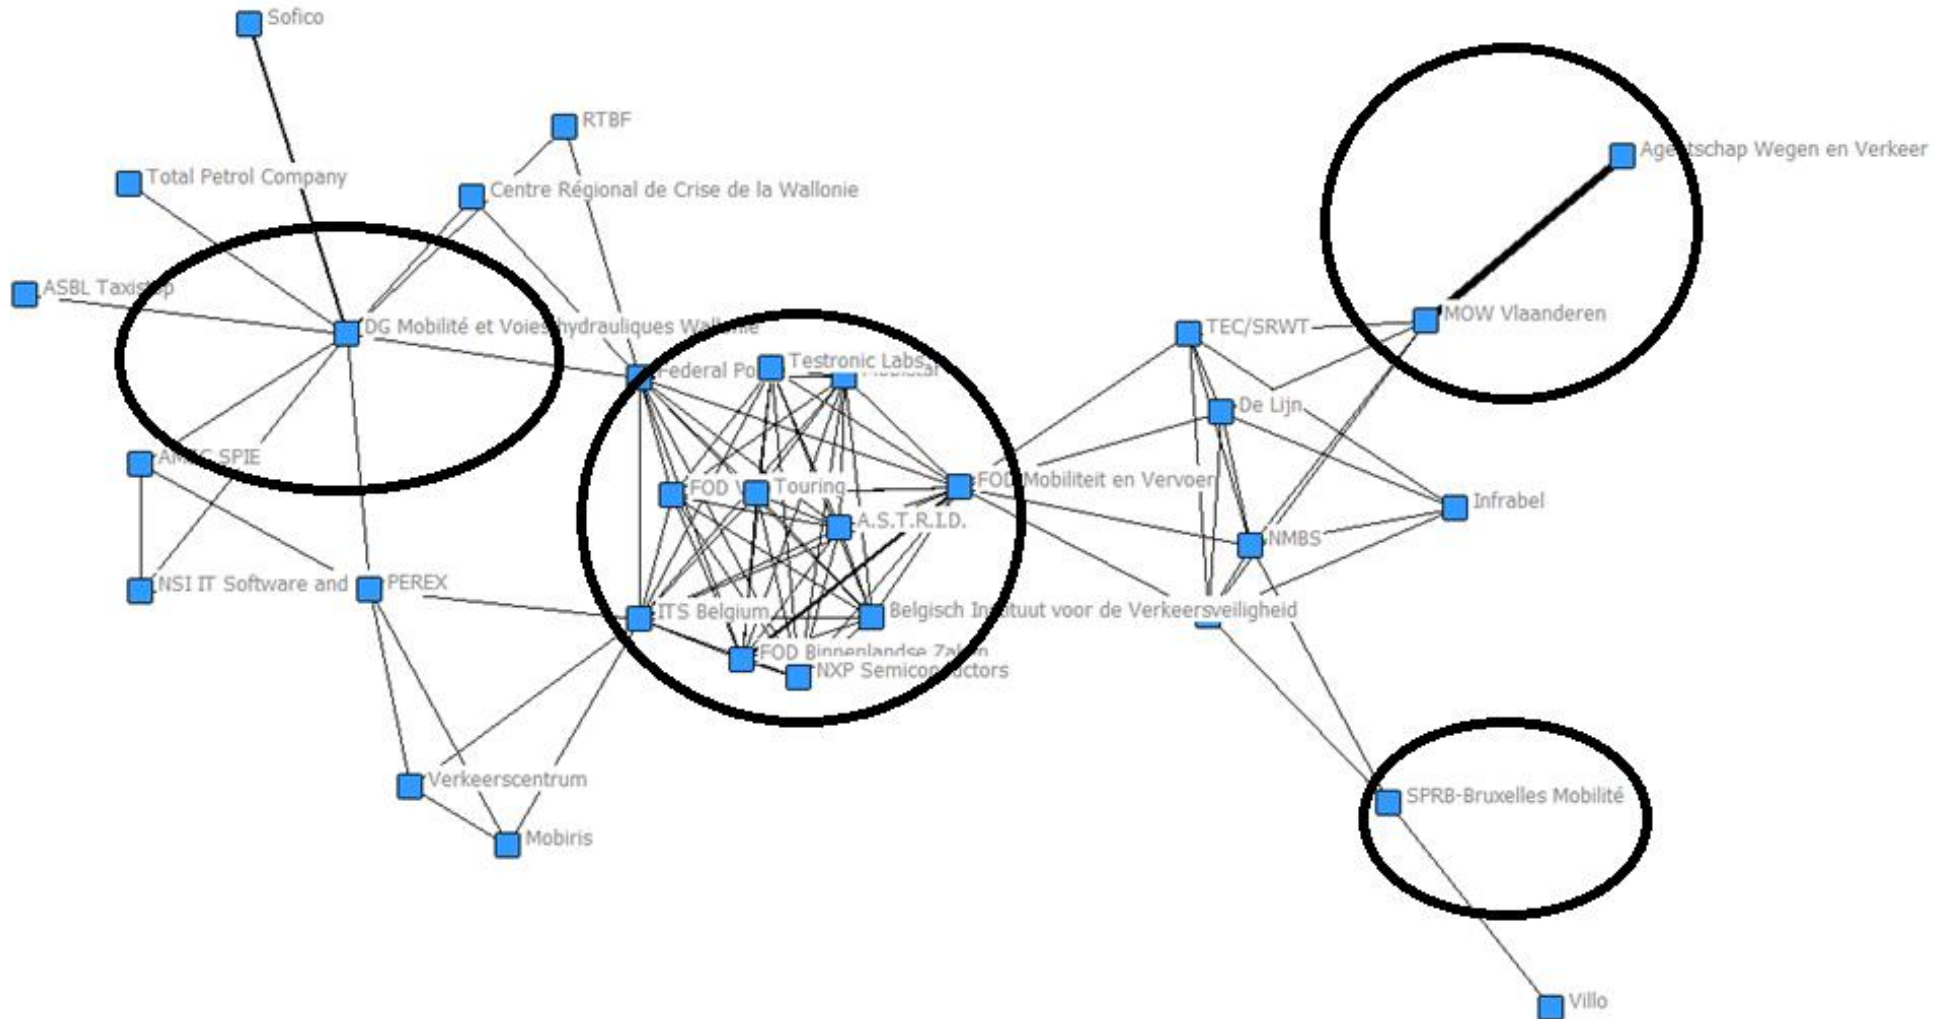 Sofico
RTBF
Total Petrol Company
Centre Régional de Crise de la Wallonie
Agentschap Wegen en Verkeer
ASBL Taxistop
DG Mobilité et Voies hydrauliques Wallonie
MOW Vlaanderen
TEC/SRWT
Testronic Labs
Federal
De Lijn
AMEC SPIE
FOD
Touring
FOD Mobiliteit en Vervoer
Infrabel
A.S.T.R.I.D.
NMBS
NSI IT Software and
PEREX
ITS Belgium
Belgisch Instituut voor de Verkeersveiligheid
FOD Binnenlandse Zaken
NXP Semiconductors
Verkeerscentrum
SPRB-Bruxelles Mobilité
Mobiris
Villo